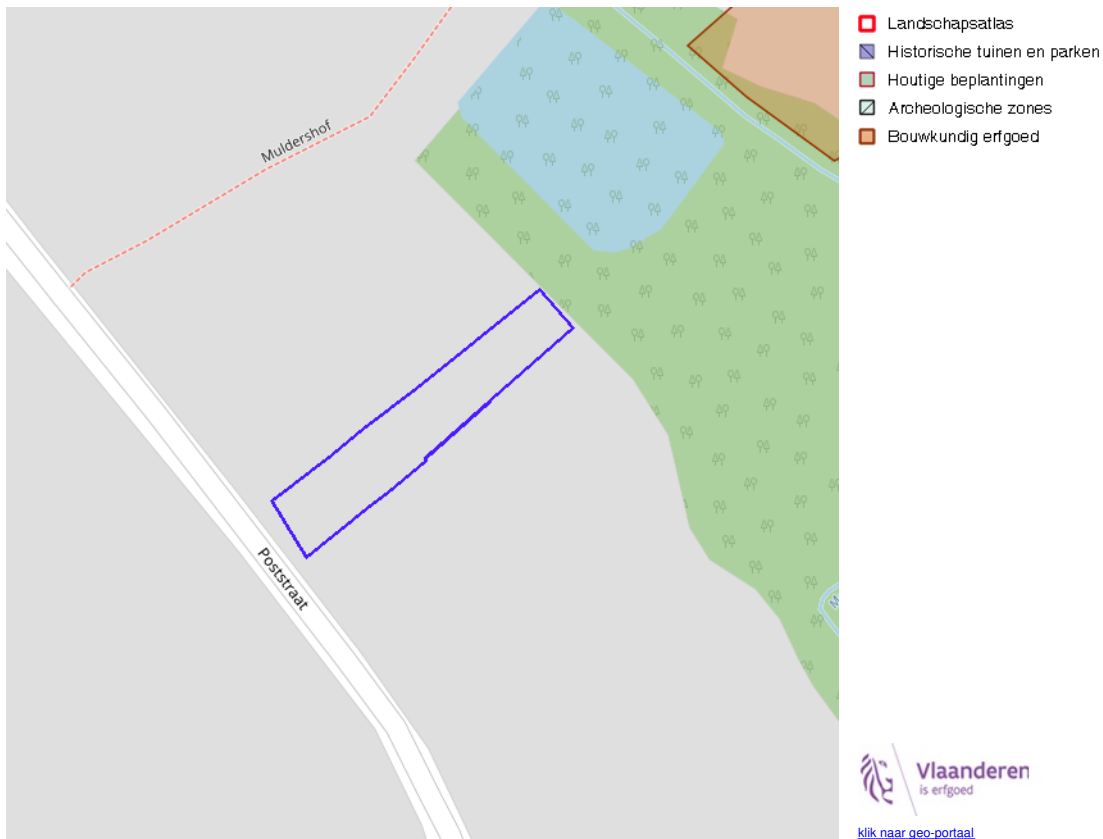 Muldershof
Poststraat
M
Landschapsatlas
Historische tuinen en parken
Houtige beplantingen
Archeologische zones
Bouwkundig erfgoed
Vlaanderen
is erfgoed
klik naar geo-portaal